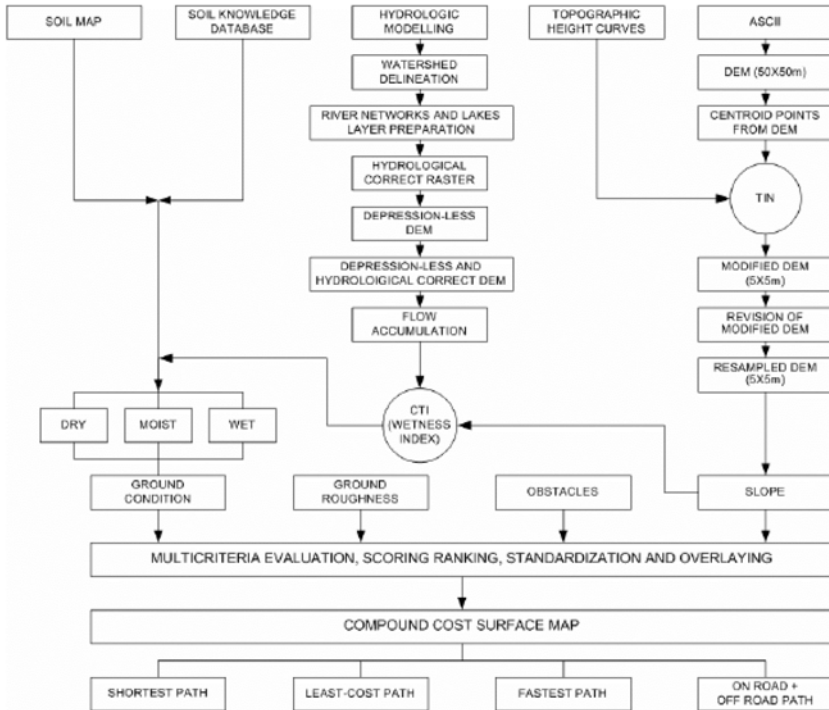 SOIL MAP
SOIL KNOWLEDGE
DATABASE
HYDROLOGIC
MODELLING
TOPOGRAPHIC
HEIGHT CURVES
ASCII
WATERSHED
DELINEATION
DEM (50X50m)
RIVER NETWORKS AND LAKES
LAYER PREPARATION
CENTROID POINTS
FROM DEM
HYDROLOGICAL
CORRECT RASTER
TIN
DEPRESSION-LESS
DEM
DEPRESSION-LESS AND
HYDROLOIGICAL CORRECT DEM
MODIFIED DEM
(5X5m)
FLOW
ACCUMULATION
REVISION OF
MODIFIED DEM
RESAMPLED DEM
(5X5m)
DRY
MOIST
WET
CTI
(WETNESS
INDEX)
GROUND
CONDITION
GROUND
ROUGHNESS
OBSTACLES
SLOPE
MULTICRITERIA EVALUATION, SCORING RANKING, STANDARDIZATION AND OVERLAYING
COMPOUND COST SURFACE MAP
SHORTEST PATH
LEAST-COST PATH
FASTEST PATH
ON ROAD +
OFF ROAD PATH